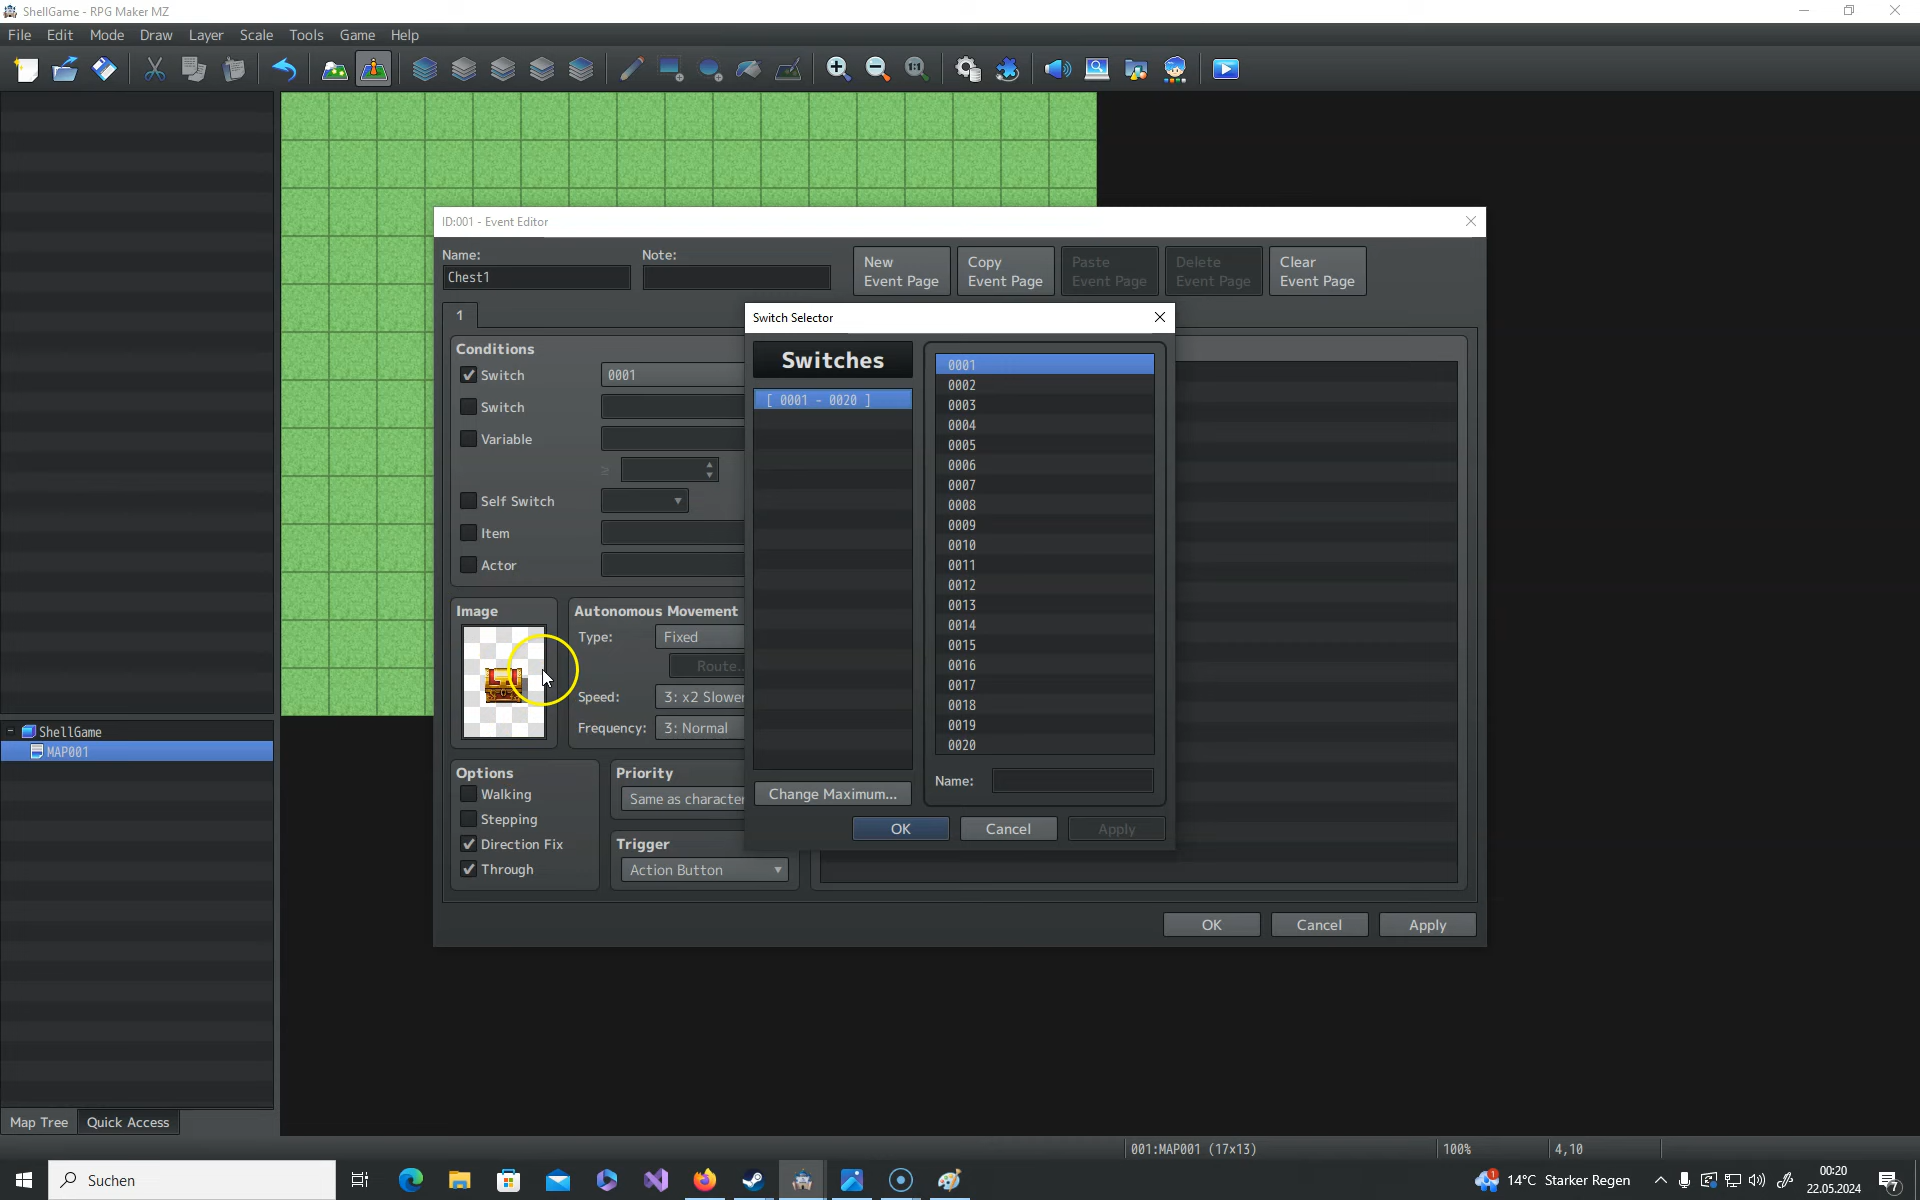 ShellGame - RPG Maker MZ
File Edit Mode Draw Layer Scale Tools Game Help
1:1
ID:001 - Event Editor
Name:
Note:
Chest1
New
Event Page
Copy
Event Page
Paste
Event Page
Delete
Event Page
Clear
Event Page
1
Switch Selector
Conditions
Switch 0001
Switch
Variable
≥
Self Switch
Item
Actor
Switches
[ 0001 - 0020 ]
0001
0002
0003
0004
0005
0006
0007
0008
0009
0010
0011
0012
0013
0014
0015
0016
0017
0018
0019
0020
Name:
Change Maximum...
OK Cancel Apply
Image
Autonomous Movement
Type: Fixed
Route..
Speed: 3: x2 Slower
Frequency: 3: Normal
Options
Walking
Stepping
Direction Fix
Through
Priority
Same as character
Trigger
Action Button
OK Cancel Apply
ShellGame
MAP001
Map Tree Quick Access
001:MAP001 (17x13) 100% 4,10
Suchen
14°C Starker Regen
00:20
22.05.2024
7